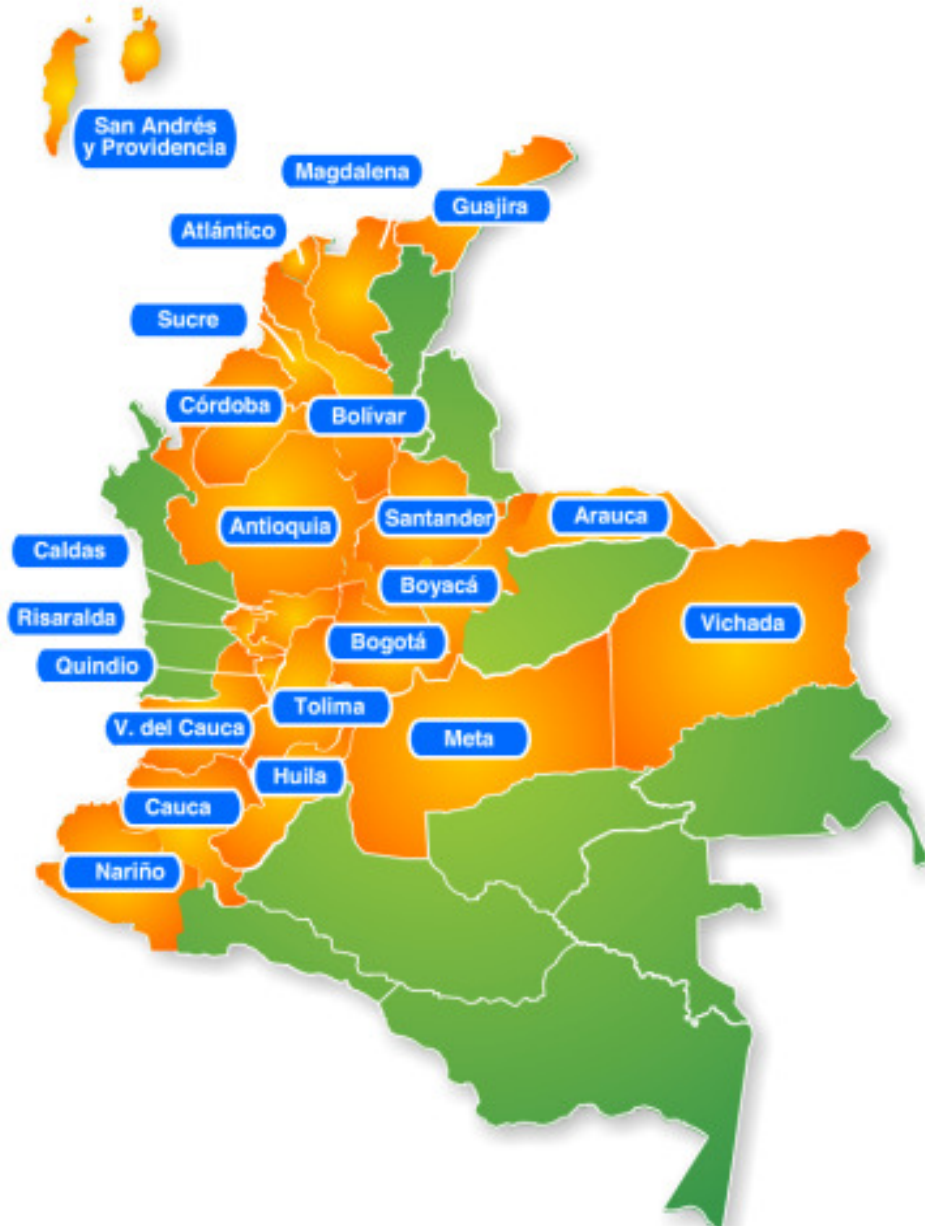 San Andrés
y Providencia
Magdalena
Guajira
Atlántico
Sucre
Córdoba
Bolívar
Antioquia
Santander
Arauca
Caldas
Boyacá
Risaralda
Vichada
Bogotá
Quindio
Tolima
V. del Cauca
Meta
Huila
Cauca
Nariño